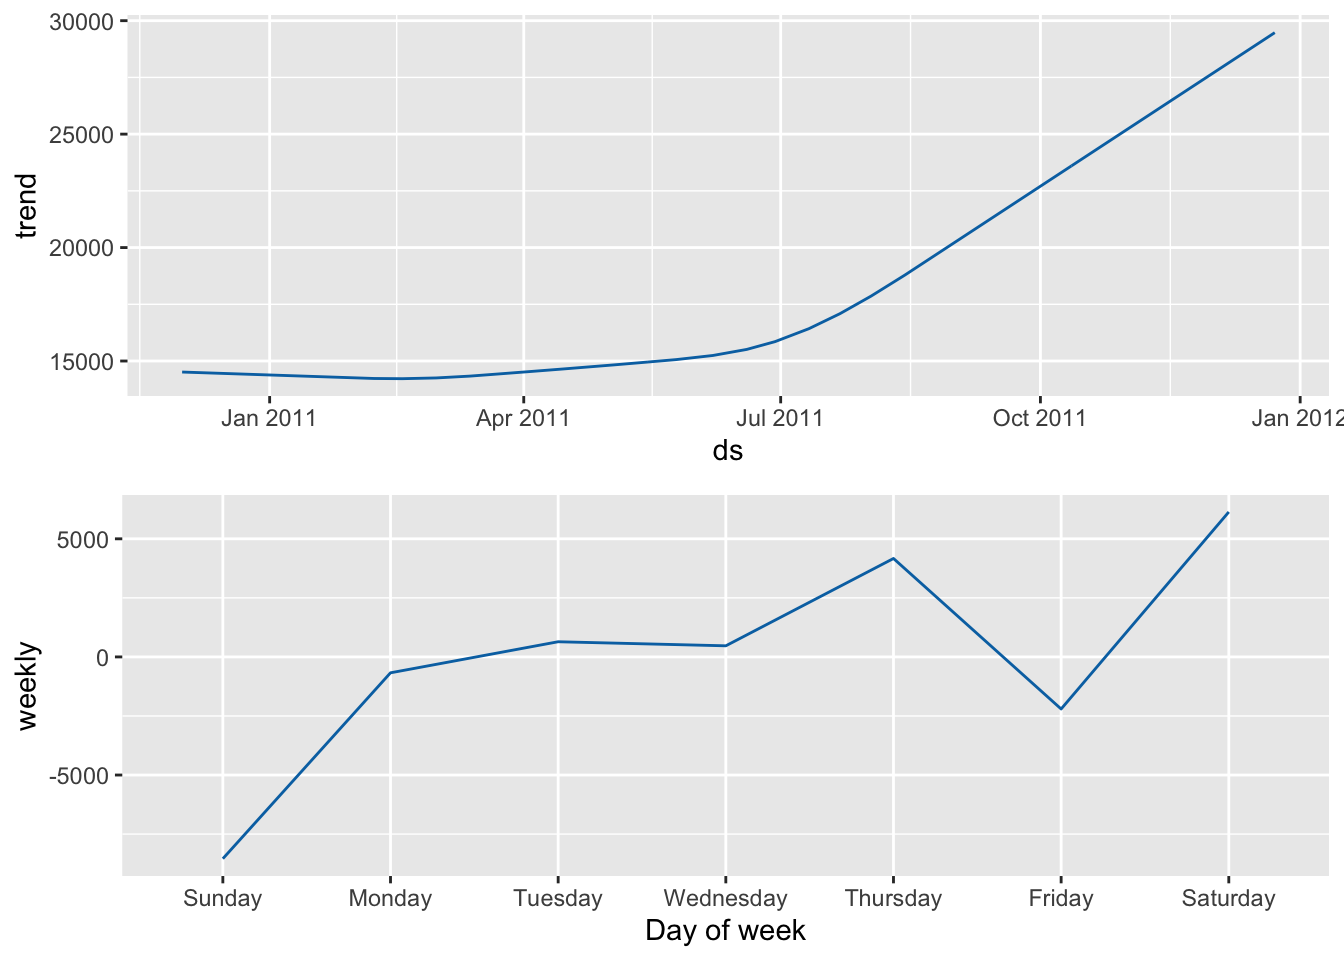 30000
25000
20000
15000
trend
Jan 2011 Apr 2011 Jul 2011 Oct 2011 Jan 2012
ds
5000
0
-5000
weekly
Sunday Monday Tuesday Wednesday Thursday Friday Saturday
Day of week